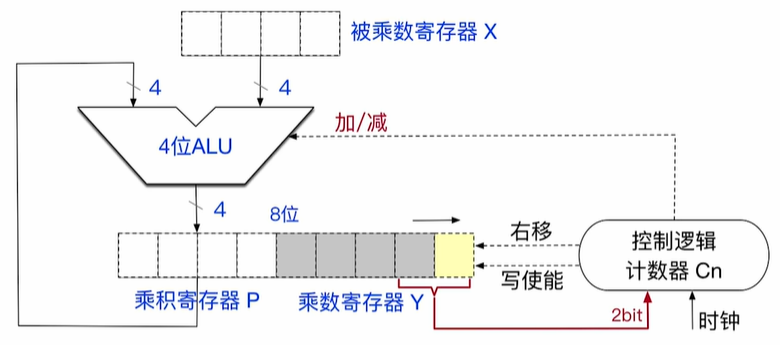 被乘数寄存器 X
4
4
加/减
4位ALU
4
8位
右移
控制逻辑
计数器 Cn
写使能
乘积寄存器 P
乘数寄存器 Y
2bit
时钟